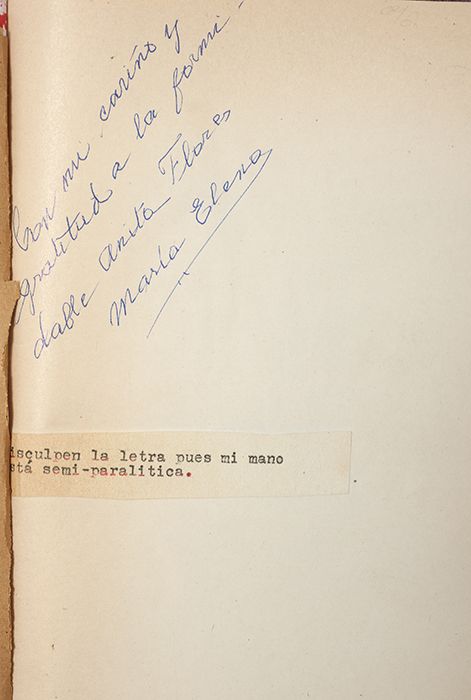 Con mi cariño y
gratitud a la formi-
dable Anita Flores
María Elena
isculpen la letra pues mi mano
stá semi-paralitica.